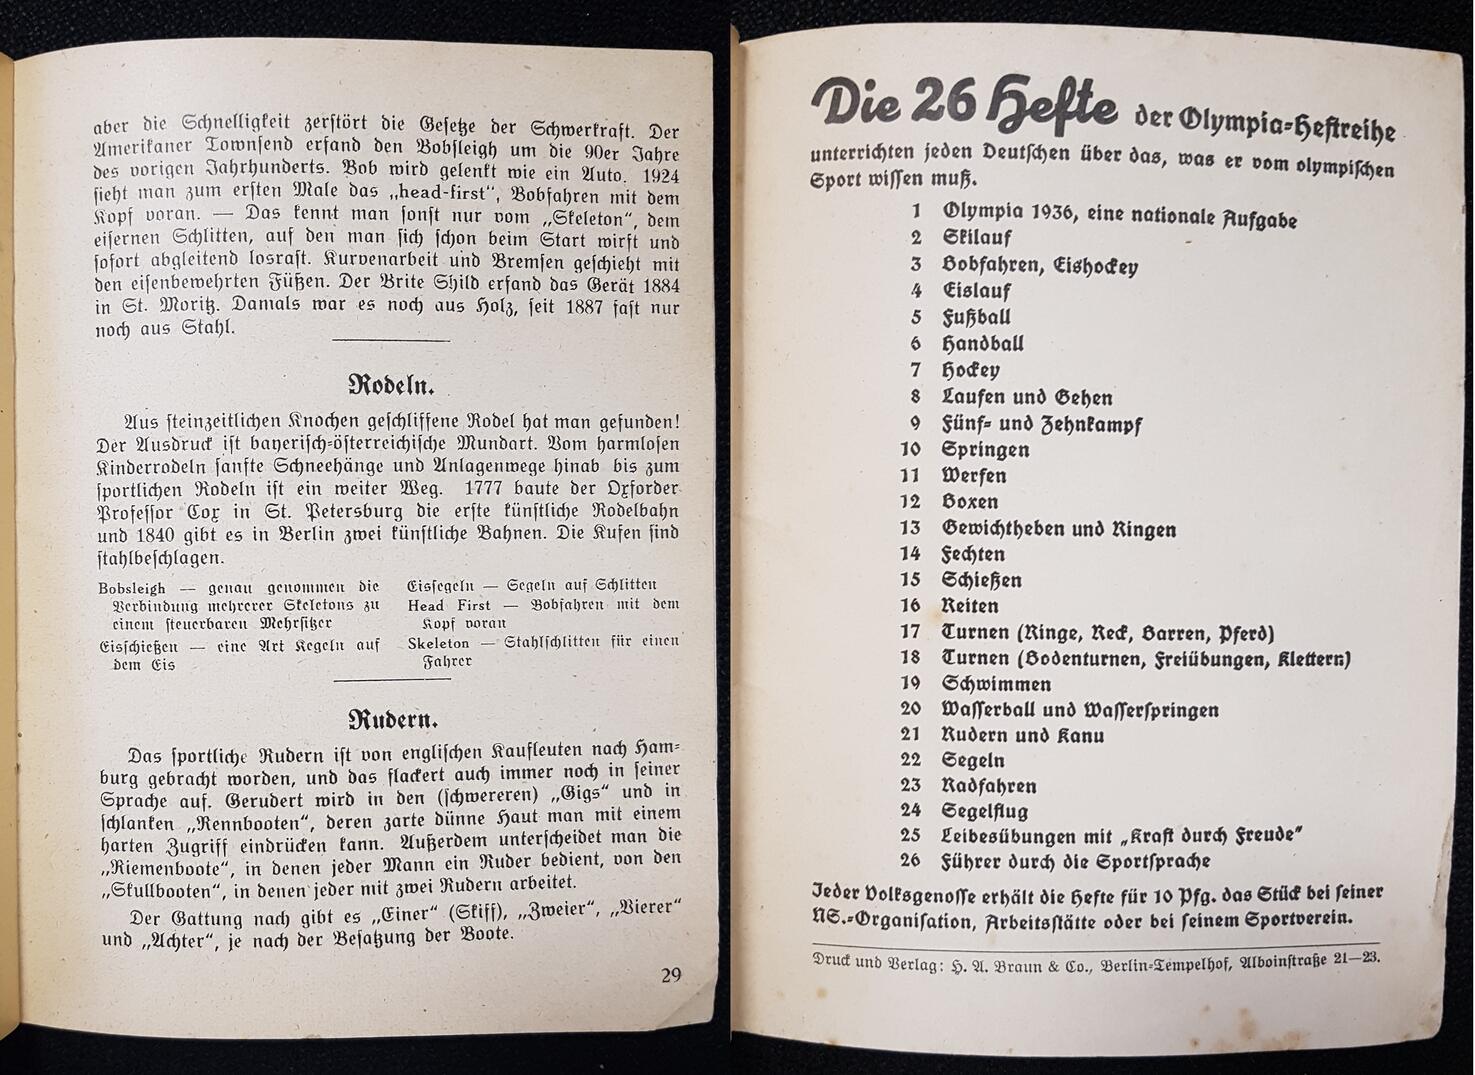 aber die Schnelligkeit zerstört die Gesetze der Schwerkraft. Der
Amerikaner Townsend erfand den Bobsleigh um die 90er Jahre
des vorigen Jahrhunderts. Bob wird gelenkt wie ein Auto. 1924
sieht man zum ersten Male das „head-first“, Bobfahren mit dem
Kopf voran. — Das kennt man sonst nur vom „Skeleton“, dem
eisernen Schlitten, auf den man sich schon beim Start wirft und
sofort abgleitend losrast. Kurvenarbeit und Bremsen geschieht mit
den eisenbewehrten Füßen. Der Brite Shild erfand das Gerät 1884
in St. Moritz. Damals war es noch aus Holz, seit 1887 fast nur
noch aus Stahl.
Rodeln.
Aus steinzeitlichen Knochen geschliffene Rodel hat man gefunden!
Der Ausdruck ist bayerisch-österreichische Mundart. Vom harmlosen
Kinderrodeln sanfte Schneehänge und Anlagenwege hinab bis zum
sportlichen Rodeln ist ein weiter Weg. 1777 baute der Oxforder
Professor Cox in St. Petersburg die erste künstliche Rodelbahn
und 1840 gibt es in Berlin zwei künstliche Bahnen. Die Kufen sind
stahlbeschlagen.
Bobsleigh — genau genommen die
Verbindung mehrerer Skeletons zu
einem steuerbaren Mehrsitzer
Eisschießen — eine Art Kegeln auf
dem Eis
Eissegeln — Segeln auf Schlitten
Head First — Bobfahren mit dem
Kopf voran
Skeleton — Stahlschlitten für einen
Fahrer
Rudern.
Das sportliche Rudern ist von englischen Kaufleuten nach Ham-
burg gebracht worden, und das flackert auch immer noch in seiner
Sprache auf. Gerudert wird in den (schwereren) „Gigs“ und in
schlanken „Rennbooten“, deren zarte dünne Haut man mit einem
harten Zugriff eindrücken kann. Außerdem unterscheidet man die
„Riemenboote“, in denen jeder Mann ein Ruder bedient, von den
„Skullbooten“, in denen jeder mit zwei Rudern arbeitet.
Der Gattung nach gibt es „Einer“ (Skiff), „Zweier“, „Vierer“
und „Achter“, je nach der Besatzung der Boote.
29
Die 26 Hefte der Olympia-Heftreihe
unterrichten jeden Deutschen über das, was er vom olympischen
Sport wissen muß.
1 Olympia 1936, eine nationale Aufgabe
2 Skilauf
3 Bobfahren, Eishockey
4 Eislauf
5 Fußball
6 Handball
7 Hockey
8 Laufen und Gehen
9 Fünf- und Zehnkampf
10 Springen
11 Werfen
12 Boxen
13 Gewichtheben und Ringen
14 Fechten
15 Schießen
16 Reiten
17 Turnen (Ringe, Reck, Barren, Pferd)
18 Turnen (Bodenturnen, Freiübungen, Klettern)
19 Schwimmen
20 Wasserball und Wasserspringen
21 Rudern und Kanu
22 Segeln
23 Radfahren
24 Segelflug
25 Leibesübungen mit „Kraft durch Freude“
26 Führer durch die Sportsprache
Jeder Volksgenosse erhält die Hefte für 10 Pfg. das Stück bei seiner
NS.-Organisation, Arbeitsstätte oder bei seinem Sportverein.
Druck und Verlag: H. A. Braun & Co., Berlin-Tempelhof, Alboinstraße 21—23.